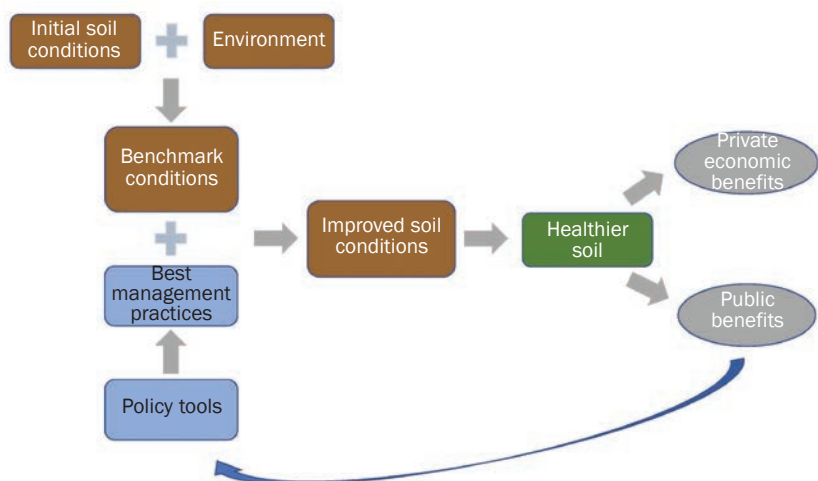 Initial soil
conditions
Environment
Benchmark
conditions
Private
economic
benefits
Improved soil
conditions
Healthier
soil
Best
management
practices
Public
benefits
Policy tools